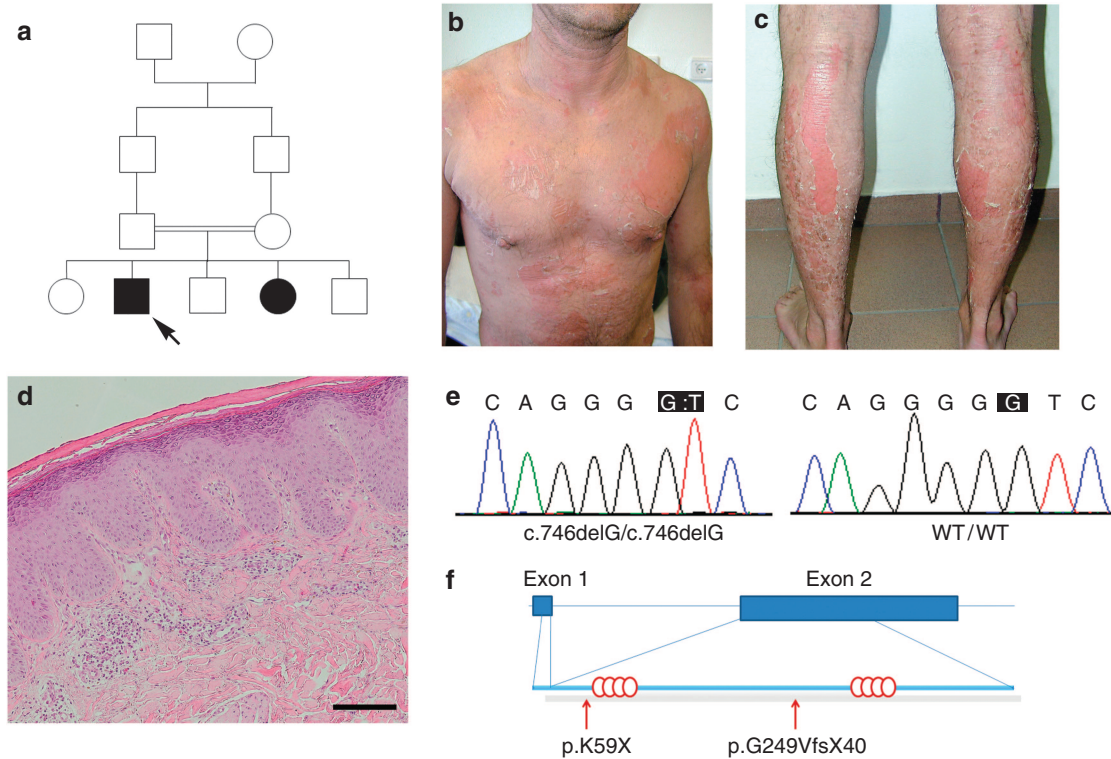 a
b
c
d
e
C A G G G G:T C
C A G G G G T C
c.746delG/c.746delG
WT/WT
f
Exon 1
Exon 2
p.K59X
p.G249VfsX40